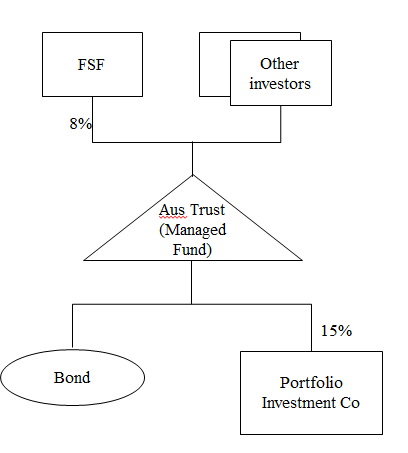 FSF
Other
investors
8%
Aus Trust
(Managed
Fund)
15%
Bond
Portfolio
Investment Co